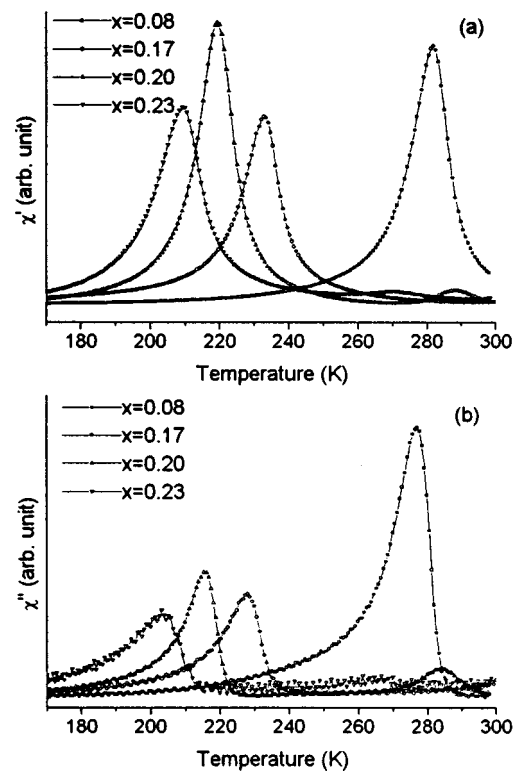 x=0.08
x=0.17
x=0.20
x=0.23
(a)
χ' (arb. unit)
180 200 220 240 260 280 300
Temperature (K)
x=0.08
x=0.17
x=0.20
x=0.23
(b)
χ" (arb. unit)
180 200 220 240 260 280 300
Temperature (K)